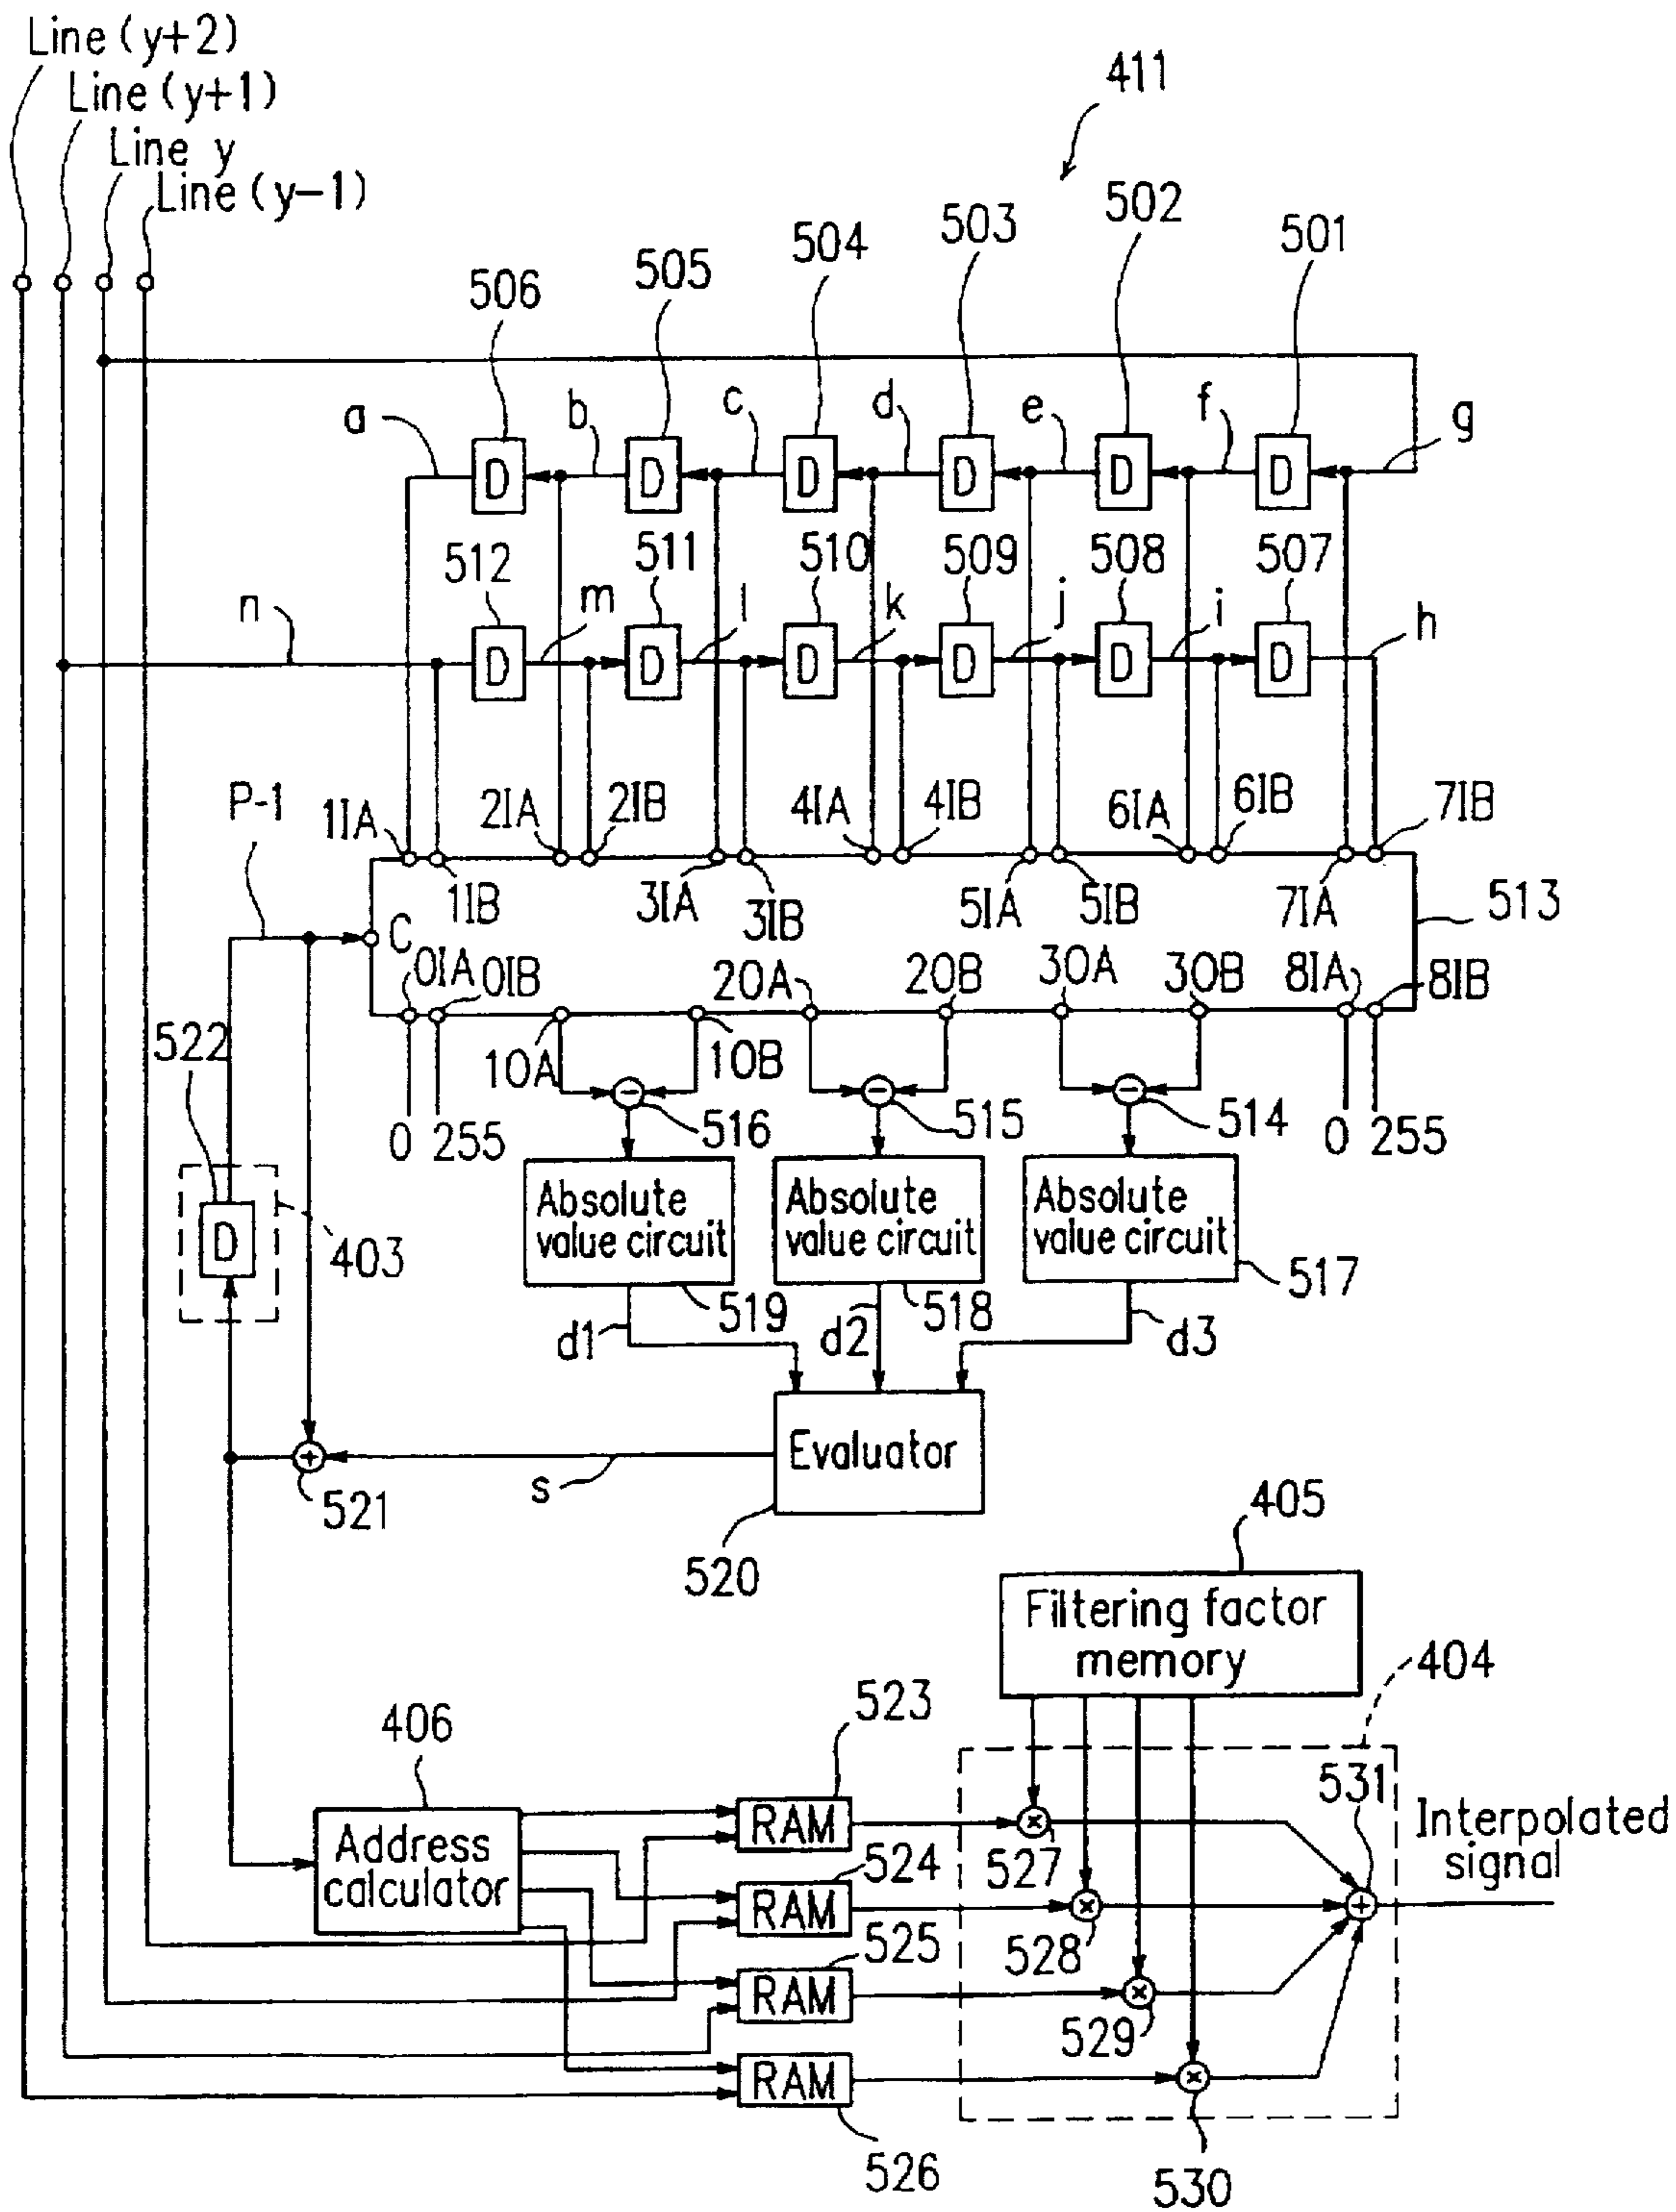 Line (y+2)
Line (y+1)
Line y
Line (y-1)
411
502
501
503
504
505
506
a
b
c
d
e
f
g
D D D D D D
512
511
510
509
508
507
n
m
l
k
j
i
h
D D D D D D
P-1
1IA
1IB
2IA
2IB
3IA
3IB
4IA
4IB
5IA
5IB
6IA
6IB
7IA
7IB
513
C
0IA
0IB
10A
10B
20A
20B
30A
30B
8IA
8IB
522
516
515
514
0 255
0 255
D
403
Absolute
value circuit
Absolute
value circuit
Absolute
value circuit
519
518
517
d1
d2
d3
Evaluator
s
521
520
405
Filtering factor
memory
404
406
523
Address
calculator
RAM
524
RAM
525
RAM
RAM
526
527
528
529
530
531
Interpolated
signal